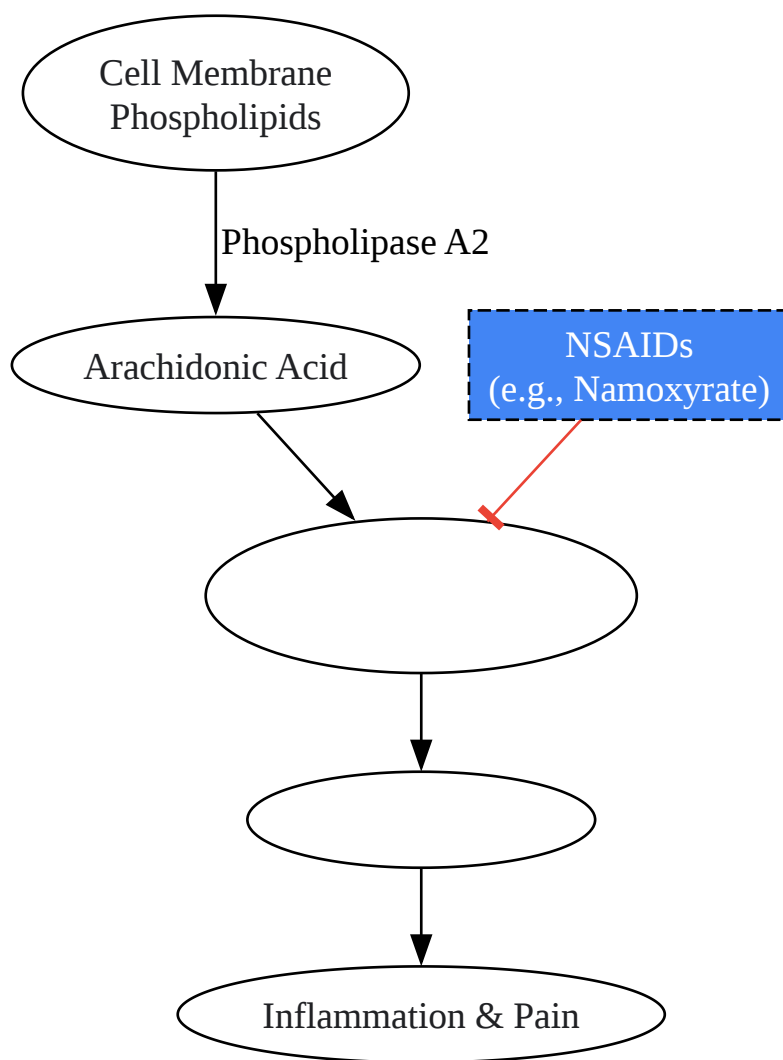 Cell Membrane
Phospholipids
Phospholipase A2
Arachidonic Acid
NSAIDs
(e.g., Namoxyrate)
Inflammation & Pain